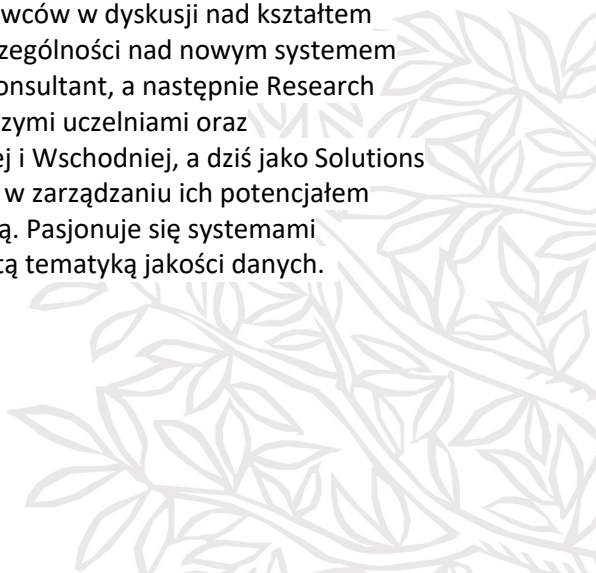 wców w dyskusji nad kształtem
zególności nad nowym systemem
onsultant, a następnie Research
zymi uczelniami oraz
ej i Wschodniej, a dziś jako Solutions
w zarządzaniu ich potencjałem
ą. Pasjonuje się systemami
tą tematyką jakości danych.